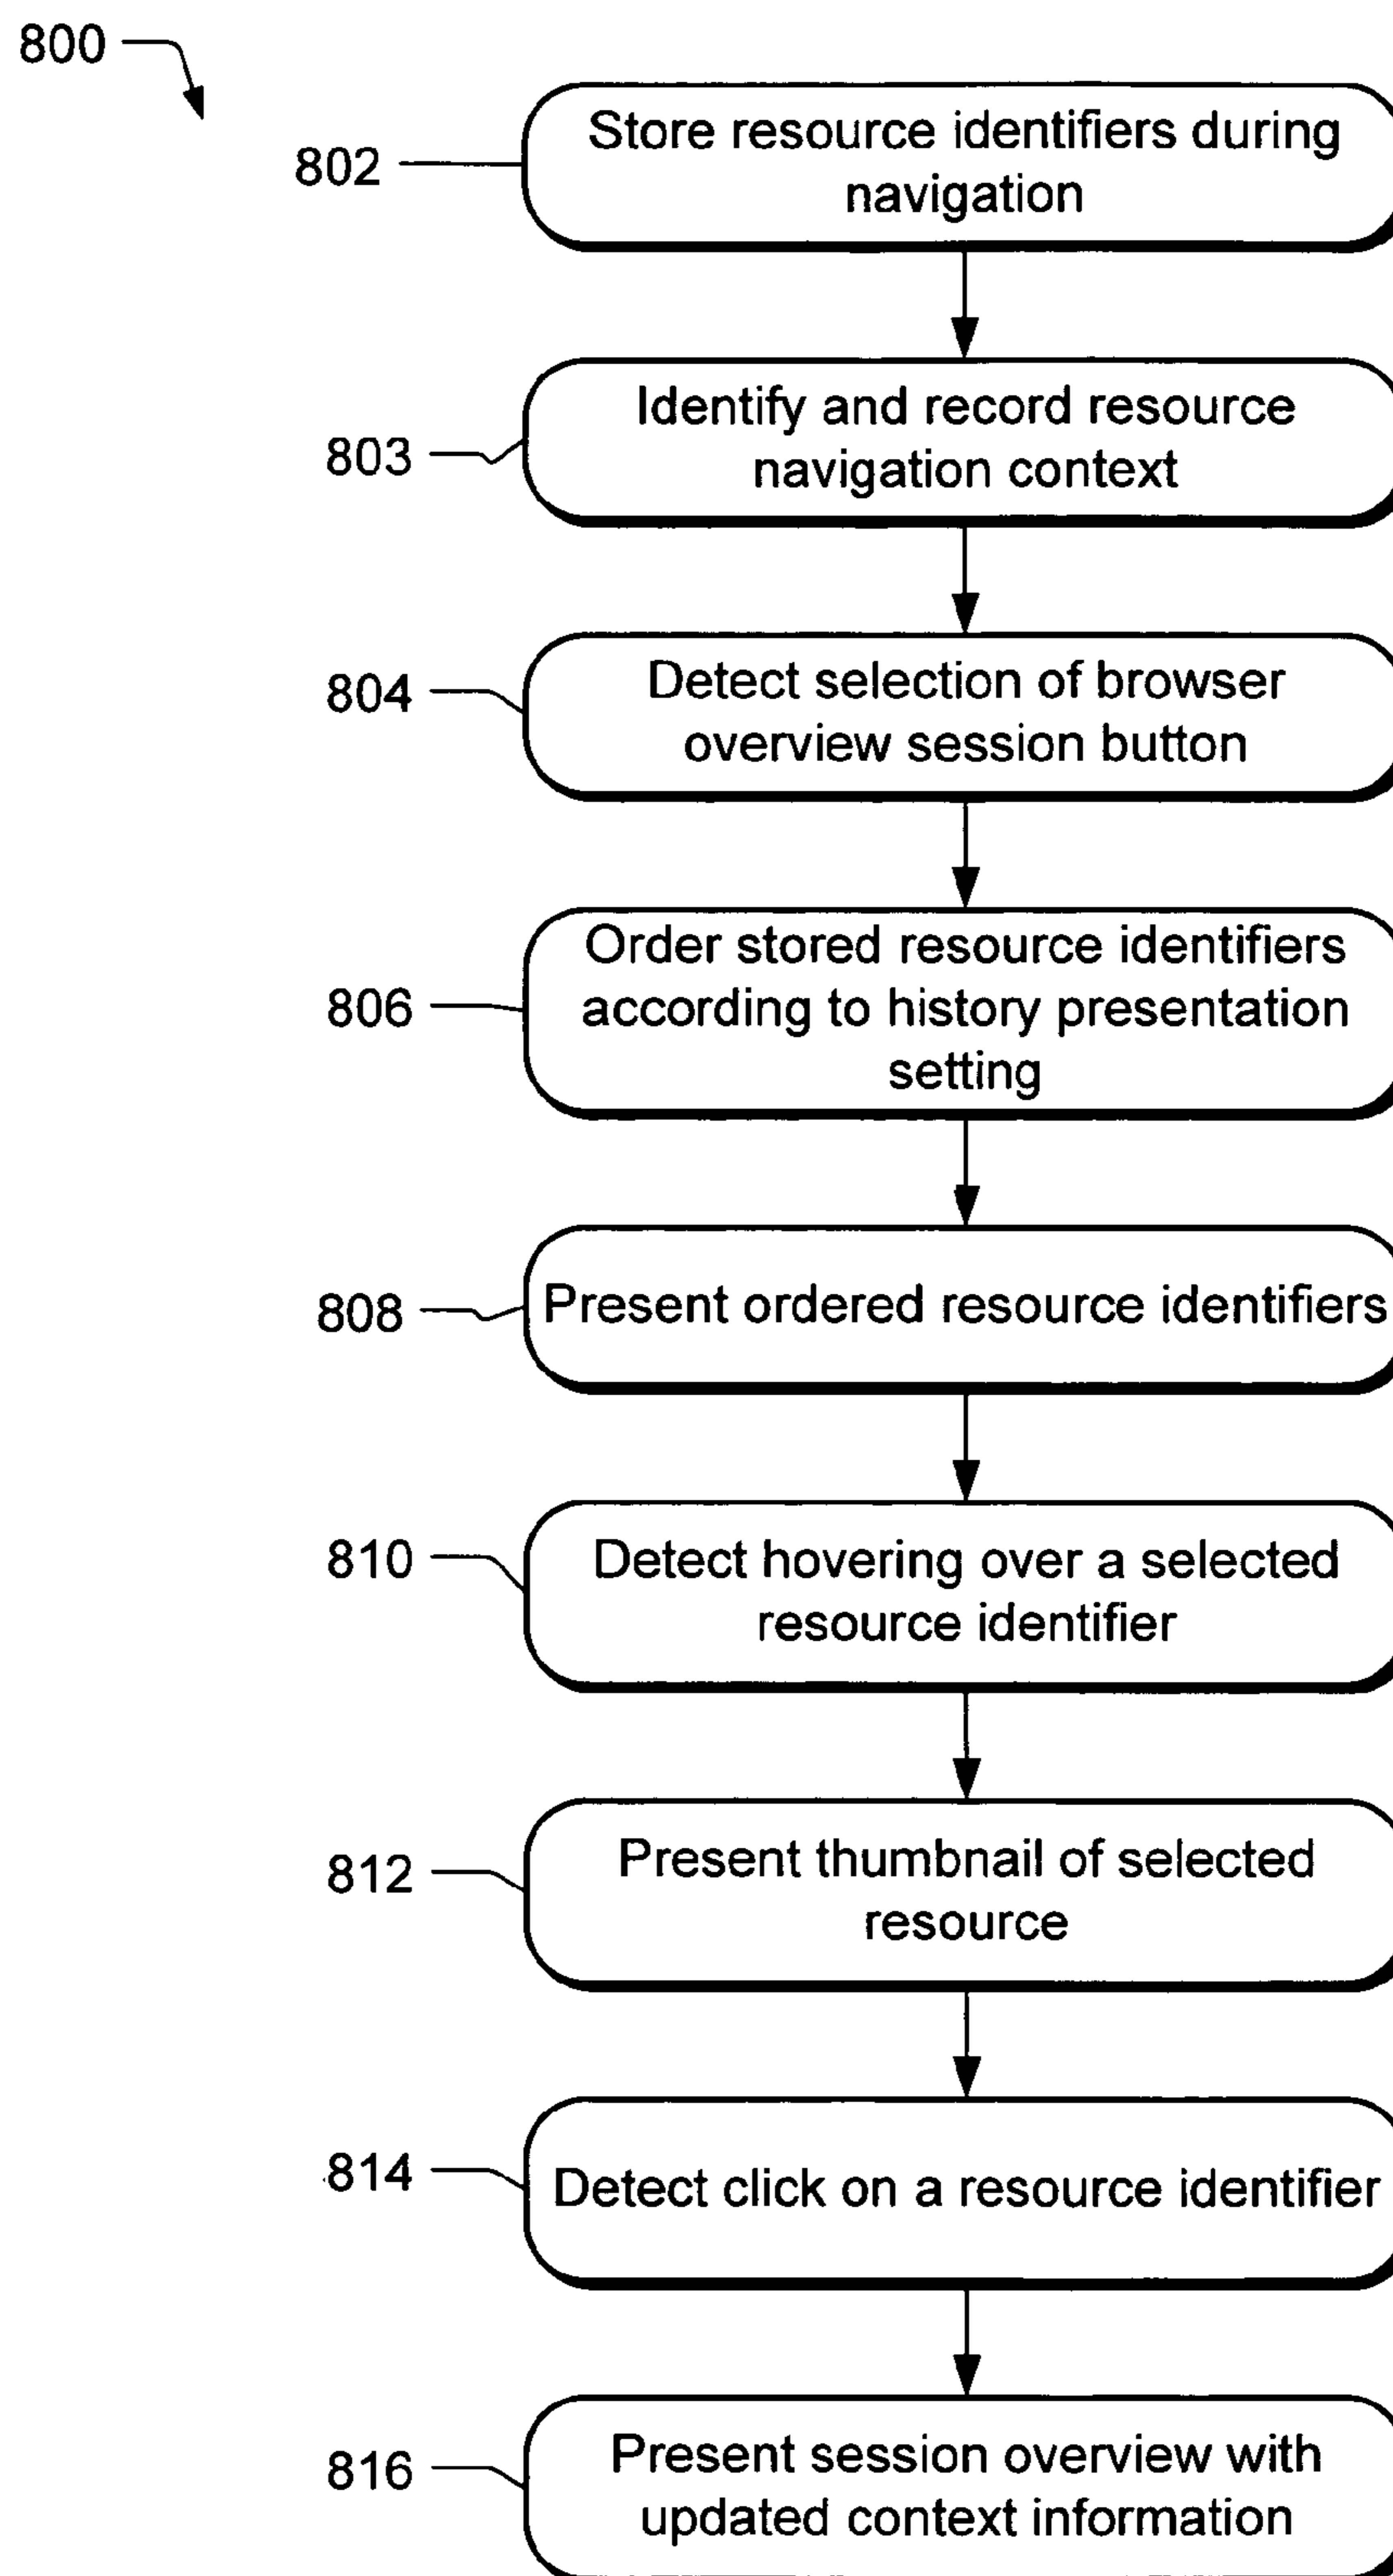 800
802
Store resource identifiers during
navigation
803
Identify and record resource
navigation context
804
Detect selection of browser
overview session button
806
Order stored resource identifiers
according to history presentation
setting
808
Present ordered resource identifiers
810
Detect hovering over a selected
resource identifier
812
Present thumbnail of selected
resource
814
Detect click on a resource identifier
816
Present session overview with
updated context information